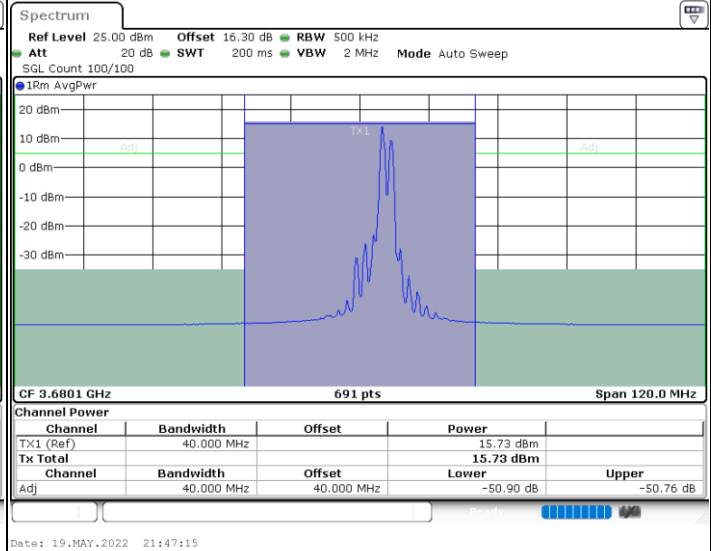 Spectrum
Ref Level 25.00 dBm Offset 16.30 dB RBW 500 kHz
Att 20 dB SWT 200 ms VBW 2 MHz Mode Auto Sweep
SGL Count 100/100
1Rm AvgPwr
20 dBm
TX1
10 dBm
Adj Adj
0 dBm
-10 dBm
-20 dBm
-30 dBm
CF 3.6801 GHz 691 pts Span 120.0 MHz
Channel Power
Channel Bandwidth Offset Power
TX1 (Ref) 40.000 MHz 15.73 dBm
Tx Total 15.73 dBm
Channel Bandwidth Offset Lower Upper
Adj 40.000 MHz 40.000 MHz -50.90 dB -50.76 dB
Ready
Date: 19.MAY.2022 21:47:15